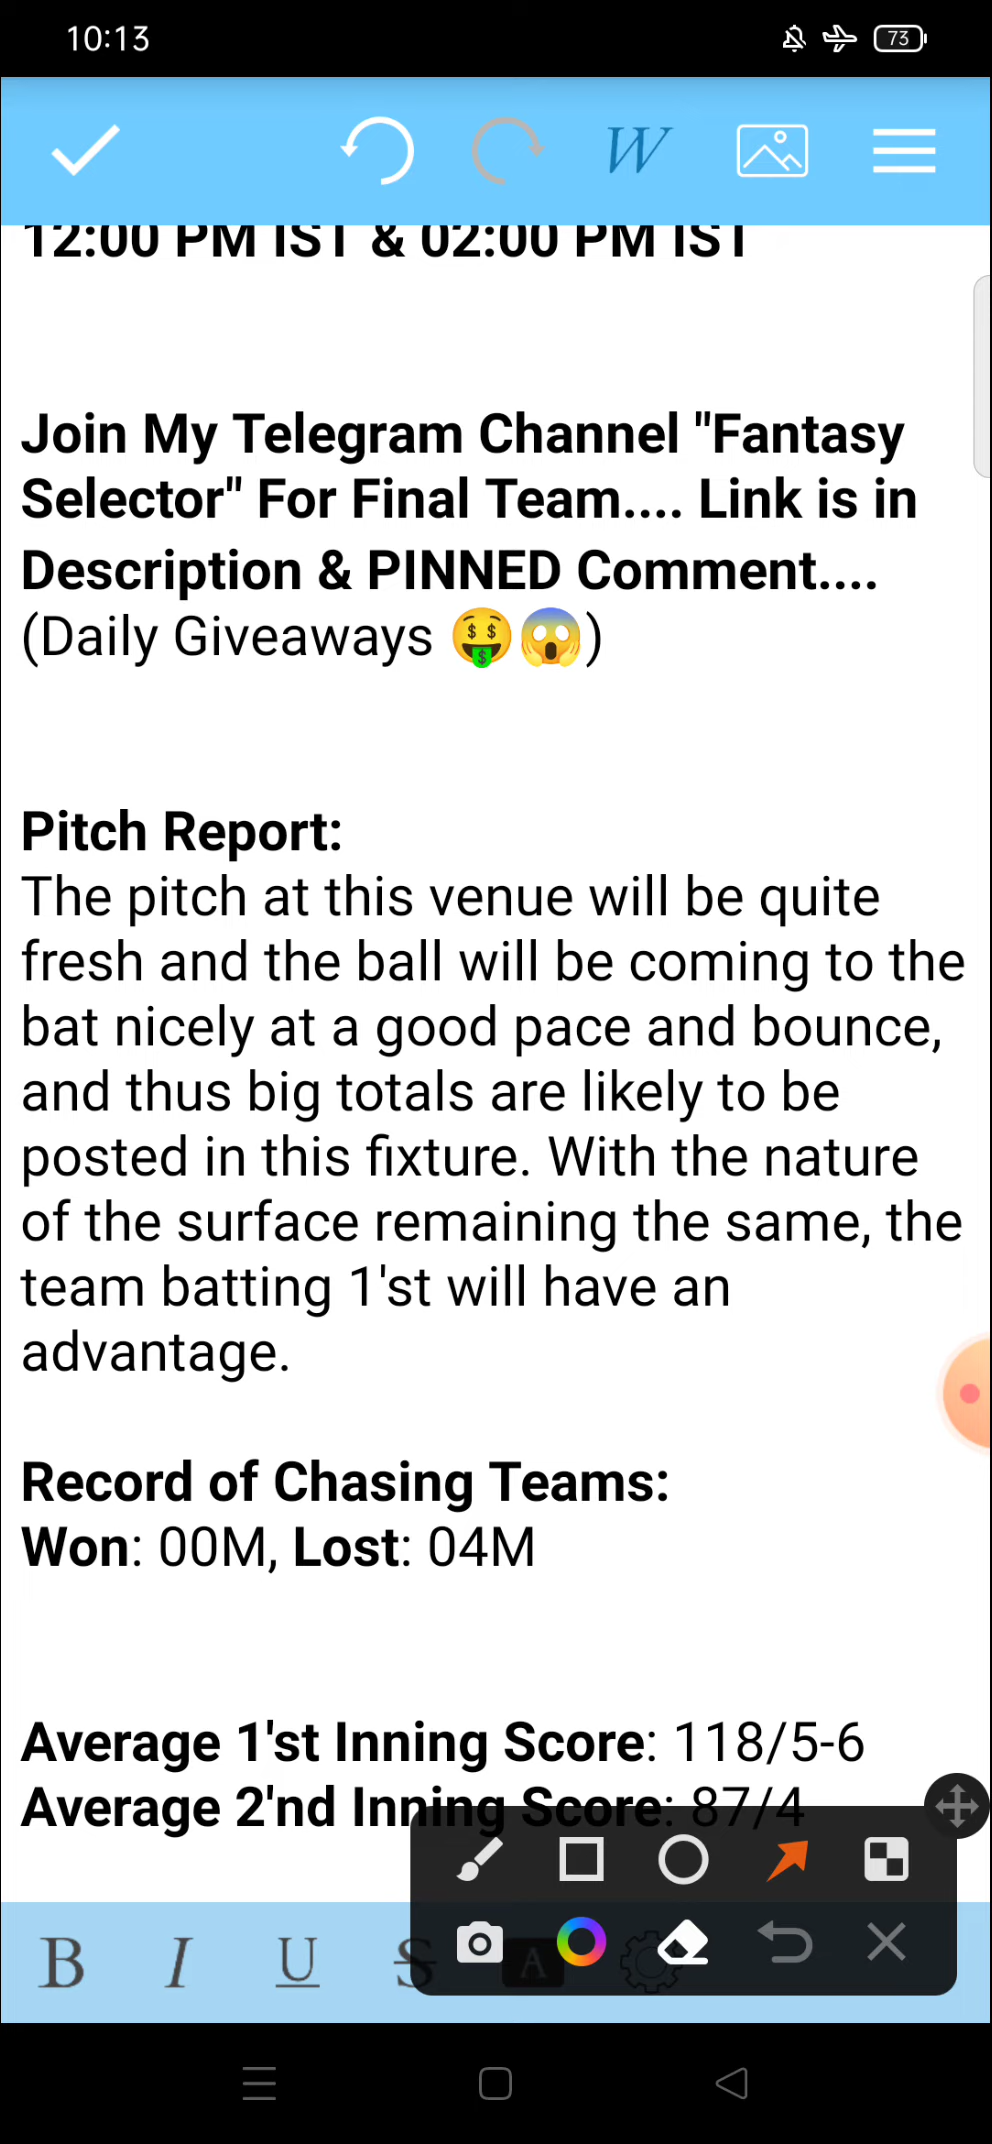 10:13
73
W
12:00 PM IST & 02:00 PM IST
Join My Telegram Channel "Fantasy
Selector" For Final Team.... Link is in
Description & PINNED Comment....
(Daily Giveaways 🤑😱)
Pitch Report:
The pitch at this venue will be quite
fresh and the ball will be coming to the
bat nicely at a good pace and bounce,
and thus big totals are likely to be
posted in this fixture. With the nature
of the surface remaining the same, the
team batting 1'st will have an
advantage.
Record of Chasing Teams:
Won: 00M, Lost: 04M
Average 1'st Inning Score: 118/5-6
Average 2'nd Inning Score: 87/4
B I U S A